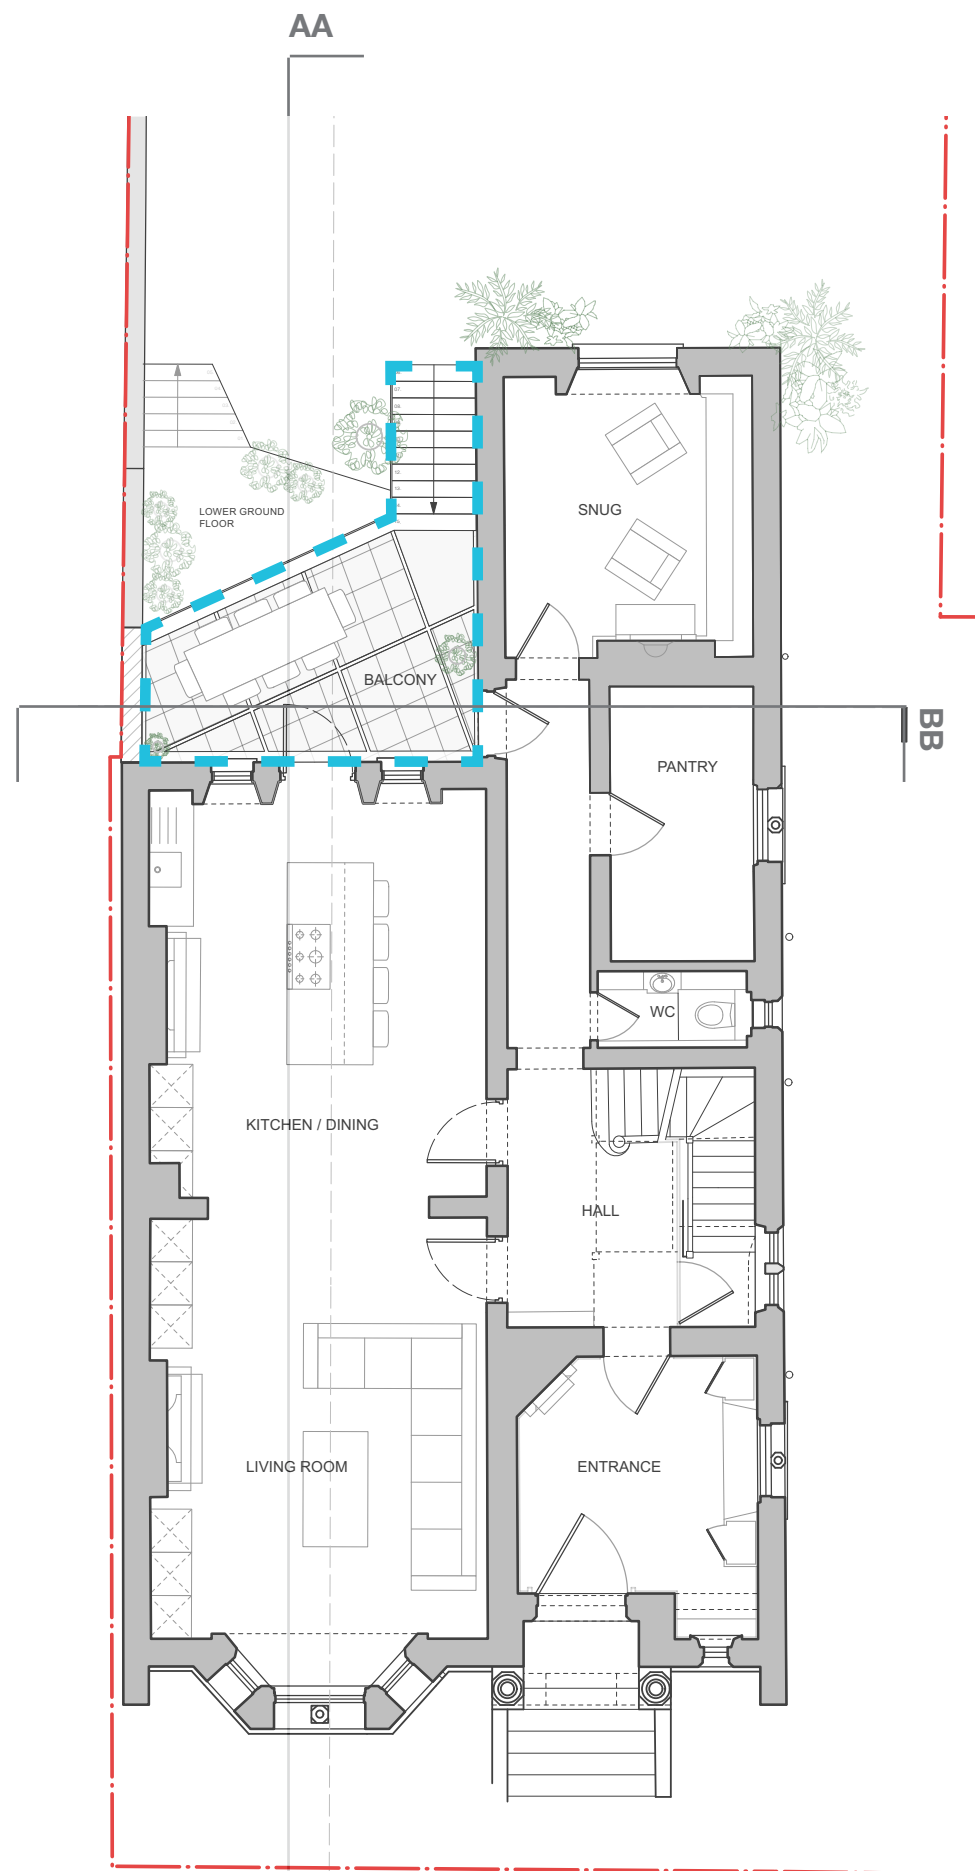 AA
SNUG
LOWER GROUND
FLOOR
BALCONY
BB
PANTRY
WC
KITCHEN / DINING
HALL
LIVING ROOM
ENTRANCE